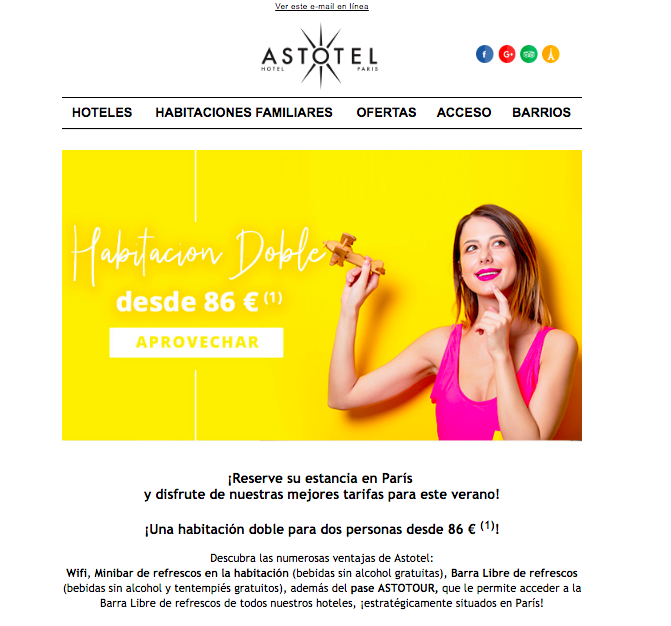 Ver este e-mail en línea
ASTOTEL
HOTEL PARIS
HOTELES HABITACIONES FAMILIARES OFERTAS ACCESO BARRIOS
Habitacion Doble
desde 86 € (1)
APROVECHAR
¡Reserve su estancia en París
y disfrute de nuestras mejores tarifas para este verano!
¡Una habitación doble para dos personas desde 86 € (1)!
Descubra las numerosas ventajas de Astotel:
Wifi, Minibar de refrescos en la habitación (bebidas sin alcohol gratuitas), Barra Libre de refrescos
(bebidas sin alcohol y tentempiés gratuitos), además del pase ASTOTOUR, que le permite acceder a la
Barra Libre de refrescos de todos nuestros hoteles, ¡estratégicamente situados en París!